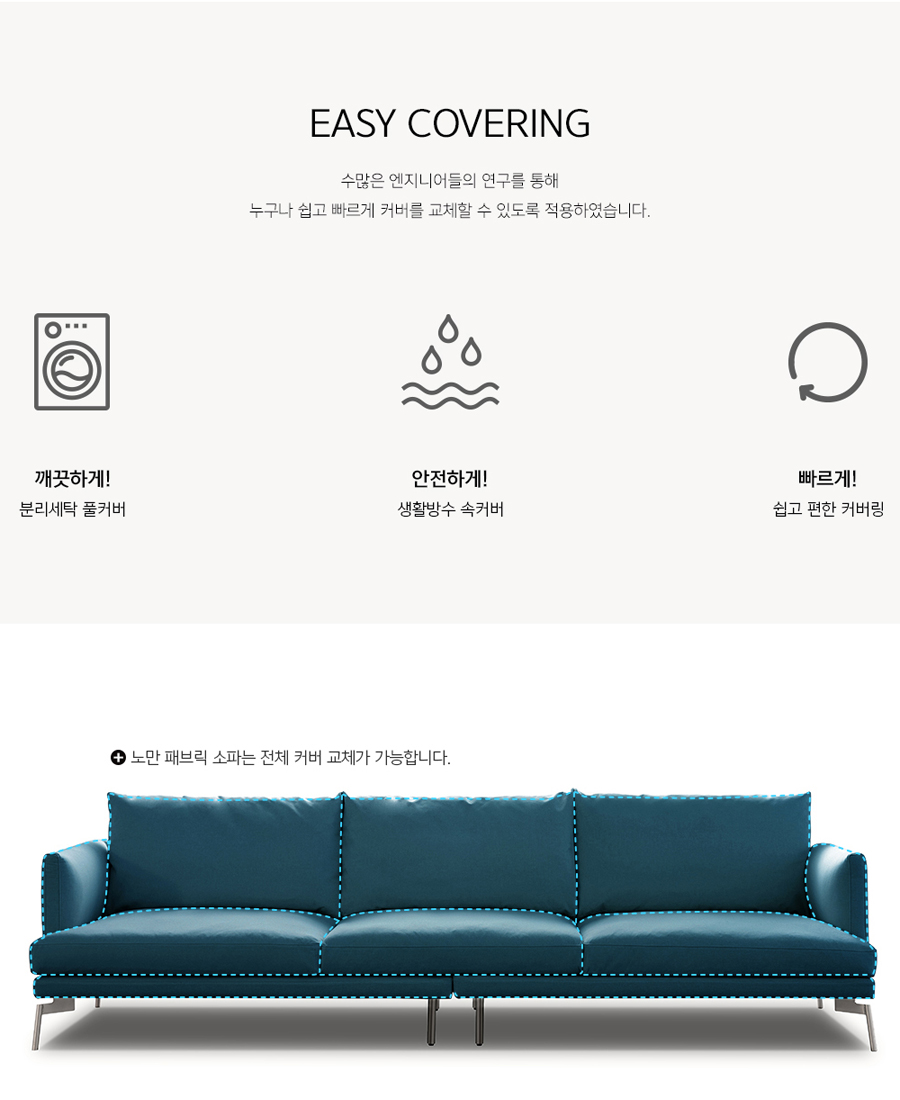 EASY COVERING
수많은 엔지니어들의 연구를 통해
누구나 쉽고 빠르게 커버를 교체할 수 있도록 적용하였습니다.
깨끗하게!
분리세탁 풀커버
안전하게!
생활방수 속커버
빠르게!
쉽고 편한 커버링
노만 패브릭 소파는 전체 커버 교체가 가능합니다.